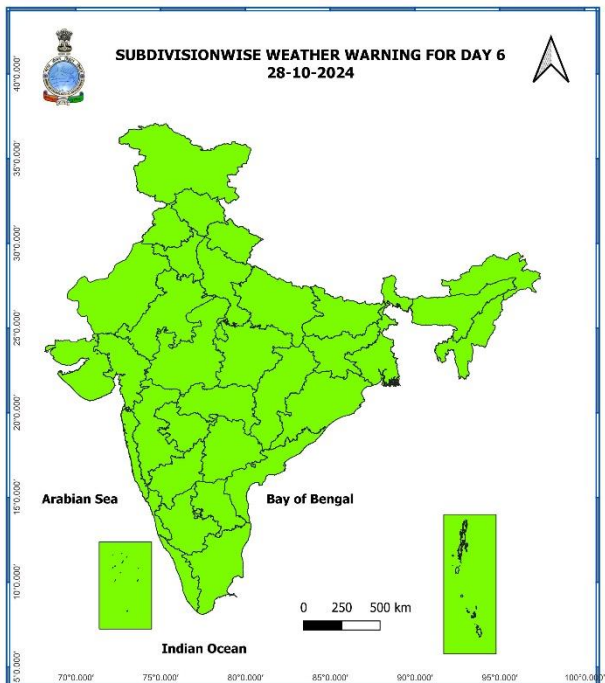 SUBDIVISIONWISE WEATHER WARNING FOR DAY 6
28-10-2024
40°0.000'
35°0.000'
30°0.000'
25°0.000'
20°0.000'
15°0.000'
10°0.000'
5°0.000'
Arabian Sea
Bay of Bengal
0 250 500 km
Indian Ocean
70°0.000' 75°0.000' 80°0.000' 85°0.000' 90°0.000' 95°0.000' 100°0.000'